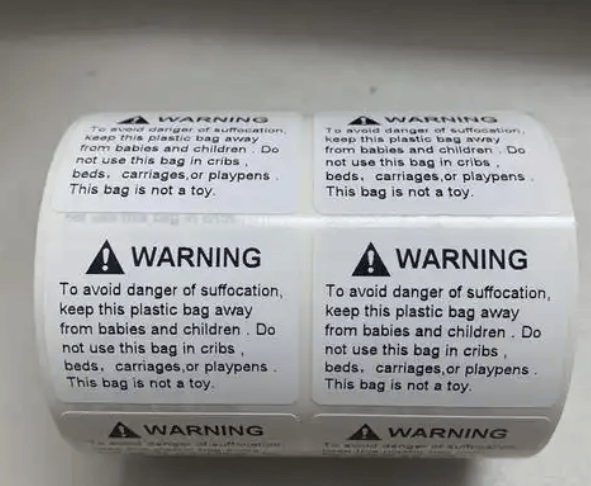 WARNING
To avoid danger of suffocation,
keep this plastic bag away
from babies and children . Do
not use this bag in cribs ,
beds, carriages,or playpens .
This bag is not a toy.
WARNING
To avoid danger of suffocation,
keep this plastic bag away
from babies and children . Do
not use this bag in cribs ,
beds, carriages,or playpens .
This bag is not a toy.
WARNING
To avoid danger of suffocation,
keep this plastic bag away
from babies and children . Do
not use this bag in cribs ,
beds, carriages,or playpens .
This bag is not a toy.
WARNING
To avoid danger of suffocation,
keep this plastic bag away
from babies and children . Do
not use this bag in cribs ,
beds, carriages,or playpens .
This bag is not a toy.
WARNING
WARNING